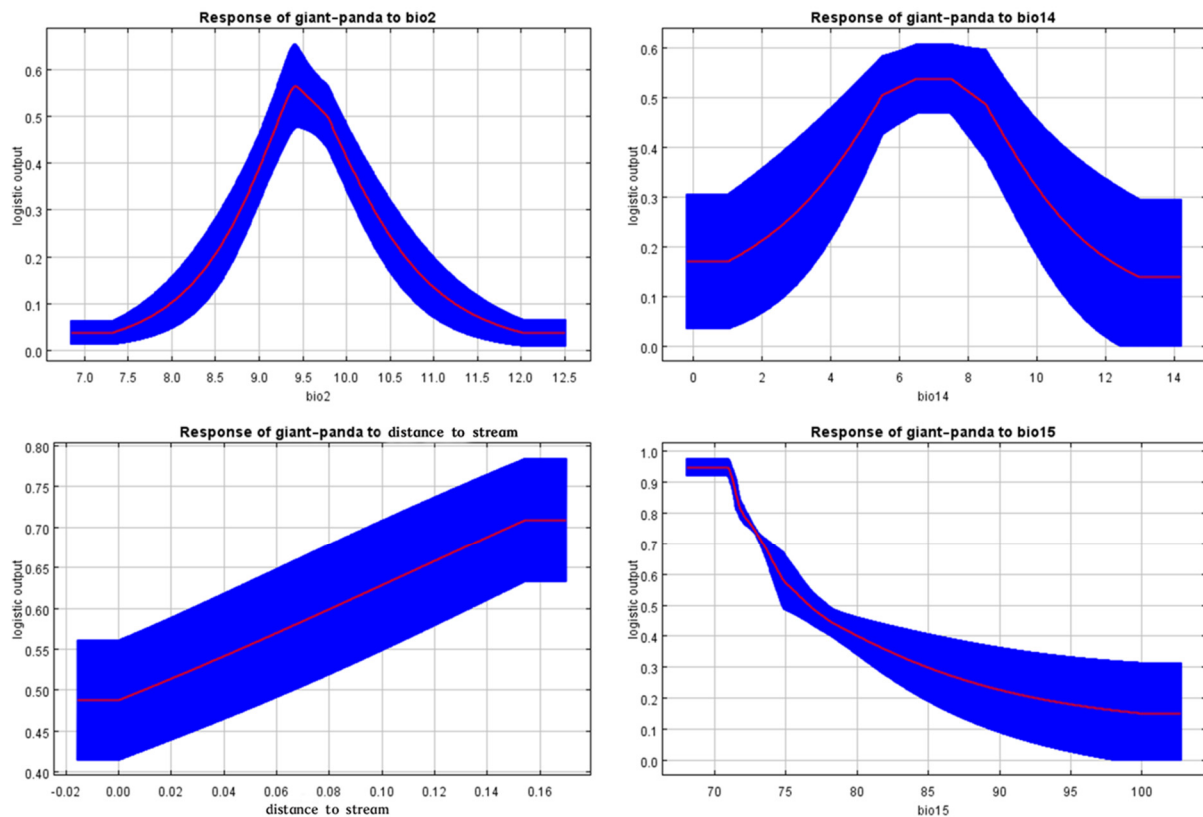 Response of giant-panda to bio2
0.6
0.5
0.4
0.3
0.2
0.1
0.0
logistic output
7.0 7.5 8.0 8.5 9.0 9.5 10.0 10.5 11.0 11.5 12.0 12.5
bio2
Response of giant-panda to bio14
0.7
0.6
0.5
0.4
0.3
0.2
0.1
0.0
logistic output
0 2 4 6 8 10 12 14
bio14
Response of giant-panda to distance to stream
0.80
0.75
0.70
0.65
0.60
0.55
0.50
0.45
0.40
logistic output
-0.02 0.00 0.02 0.04 0.06 0.08 0.10 0.12 0.14 0.16
distance to stream
Response of giant-panda to bio15
1.0
0.9
0.8
0.7
0.6
0.5
0.4
0.3
0.2
0.1
0.0
logistic output
70 75 80 85 90 95 100
bio15